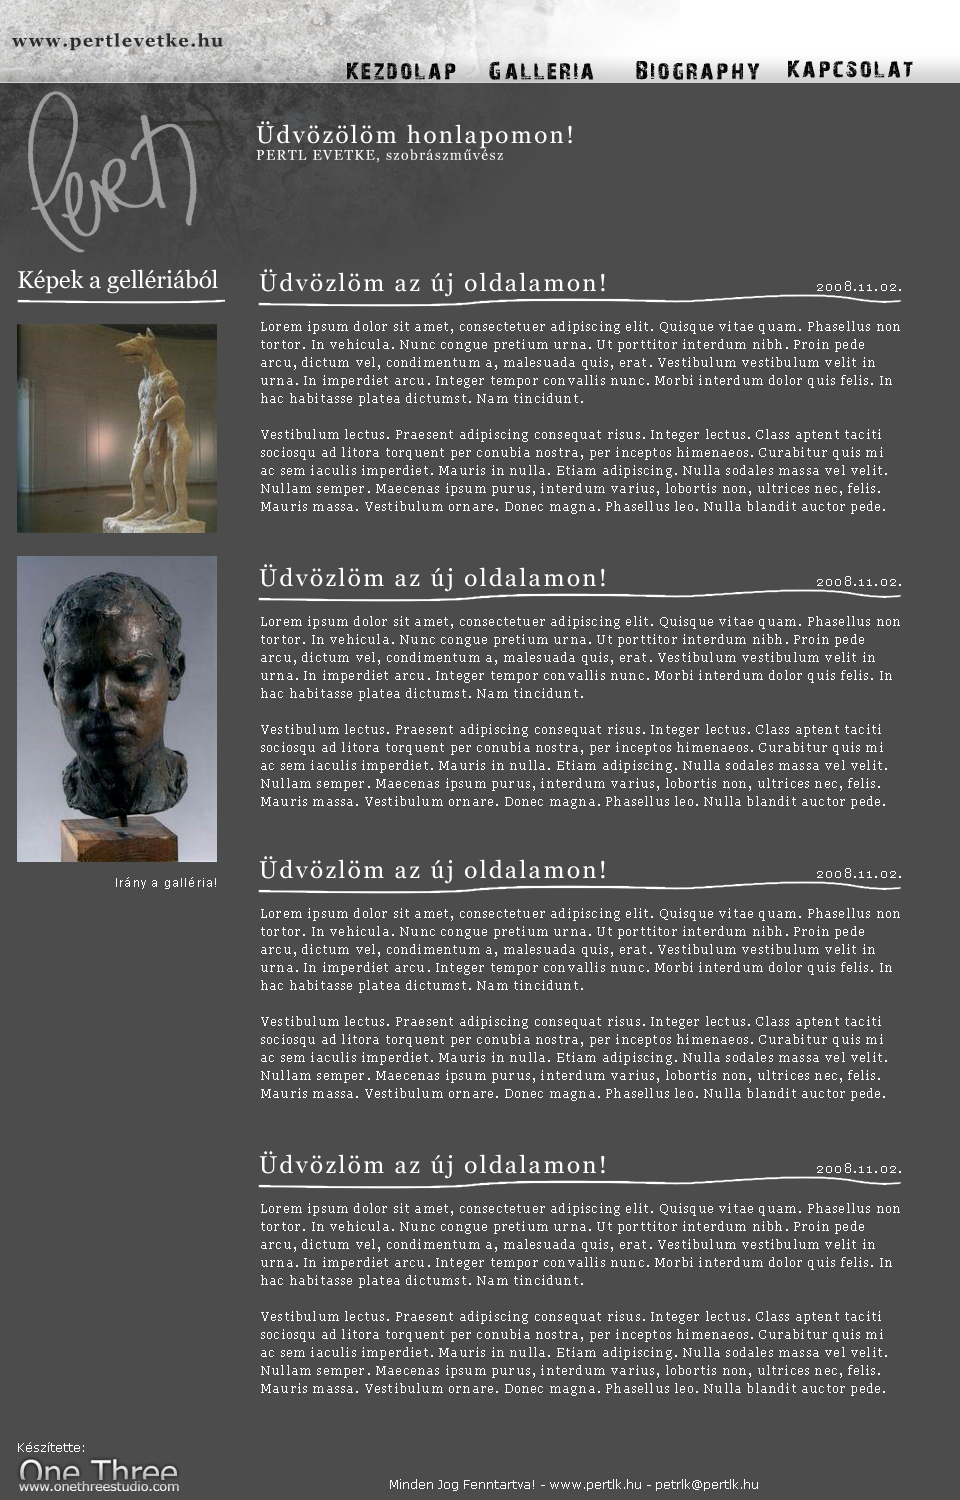 www.pertlevetke.hu
KEZDOLAP GALLERIA BIOGRAPHY KAPCSOLAT
Pertl
Üdvözölöm honlapomon!
PERTL EVETKE, szobrászművész
Képek a gellériából
Irány a galléria!
Üdvözlöm az új oldalamon! 2008.11.02.
Lorem ipsum dolor sit amet, consectetuer adipiscing elit. Quisque vitae quam. Phasellus non
tortor. In vehicula. Nunc congue pretium urna. Ut porttitor interdum nibh. Proin pede
arcu, dictum vel, condimentum a, malesuada quis, erat. Vestibulum vestibulum velit in
urna. In imperdiet arcu. Integer tempor convallis nunc. Morbi interdum dolor quis felis. In
hac habitasse platea dictumst. Nam tincidunt.
Vestibulum lectus. Praesent adipiscing consequat risus. Integer lectus. Class aptent taciti
sociosqu ad litora torquent per conubia nostra, per inceptos himenaeos. Curabitur quis mi
ac sem iaculis imperdiet. Mauris in nulla. Etiam adipiscing. Nulla sodales massa vel velit.
Nullam semper. Maecenas ipsum purus, interdum varius, lobortis non, ultrices nec, felis.
Mauris massa. Vestibulum ornare. Donec magna. Phasellus leo. Nulla blandit auctor pede.
Üdvözlöm az új oldalamon! 2008.11.02.
Lorem ipsum dolor sit amet, consectetuer adipiscing elit. Quisque vitae quam. Phasellus non
tortor. In vehicula. Nunc congue pretium urna. Ut porttitor interdum nibh. Proin pede
arcu, dictum vel, condimentum a, malesuada quis, erat. Vestibulum vestibulum velit in
urna. In imperdiet arcu. Integer tempor convallis nunc. Morbi interdum dolor quis felis. In
hac habitasse platea dictumst. Nam tincidunt.
Vestibulum lectus. Praesent adipiscing consequat risus. Integer lectus. Class aptent taciti
sociosqu ad litora torquent per conubia nostra, per inceptos himenaeos. Curabitur quis mi
ac sem iaculis imperdiet. Mauris in nulla. Etiam adipiscing. Nulla sodales massa vel velit.
Nullam semper. Maecenas ipsum purus, interdum varius, lobortis non, ultrices nec, felis.
Mauris massa. Vestibulum ornare. Donec magna. Phasellus leo. Nulla blandit auctor pede.
Üdvözlöm az új oldalamon! 2008.11.02.
Lorem ipsum dolor sit amet, consectetuer adipiscing elit. Quisque vitae quam. Phasellus non
tortor. In vehicula. Nunc congue pretium urna. Ut porttitor interdum nibh. Proin pede
arcu, dictum vel, condimentum a, malesuada quis, erat. Vestibulum vestibulum velit in
urna. In imperdiet arcu. Integer tempor convallis nunc. Morbi interdum dolor quis felis. In
hac habitasse platea dictumst. Nam tincidunt.
Vestibulum lectus. Praesent adipiscing consequat risus. Integer lectus. Class aptent taciti
sociosqu ad litora torquent per conubia nostra, per inceptos himenaeos. Curabitur quis mi
ac sem iaculis imperdiet. Mauris in nulla. Etiam adipiscing. Nulla sodales massa vel velit.
Nullam semper. Maecenas ipsum purus, interdum varius, lobortis non, ultrices nec, felis.
Mauris massa. Vestibulum ornare. Donec magna. Phasellus leo. Nulla blandit auctor pede.
Üdvözlöm az új oldalamon! 2008.11.02.
Lorem ipsum dolor sit amet, consectetuer adipiscing elit. Quisque vitae quam. Phasellus non
tortor. In vehicula. Nunc congue pretium urna. Ut porttitor interdum nibh. Proin pede
arcu, dictum vel, condimentum a, malesuada quis, erat. Vestibulum vestibulum velit in
urna. In imperdiet arcu. Integer tempor convallis nunc. Morbi interdum dolor quis felis. In
hac habitasse platea dictumst. Nam tincidunt.
Vestibulum lectus. Praesent adipiscing consequat risus. Integer lectus. Class aptent taciti
sociosqu ad litora torquent per conubia nostra, per inceptos himenaeos. Curabitur quis mi
ac sem iaculis imperdiet. Mauris in nulla. Etiam adipiscing. Nulla sodales massa vel velit.
Nullam semper. Maecenas ipsum purus, interdum varius, lobortis non, ultrices nec, felis.
Mauris massa. Vestibulum ornare. Donec magna. Phasellus leo. Nulla blandit auctor pede.
Készítette:
One Three
www.onethreestudio.com
Minden Jog Fenntartva! - www.pertlk.hu - petrlk@pertlk.hu